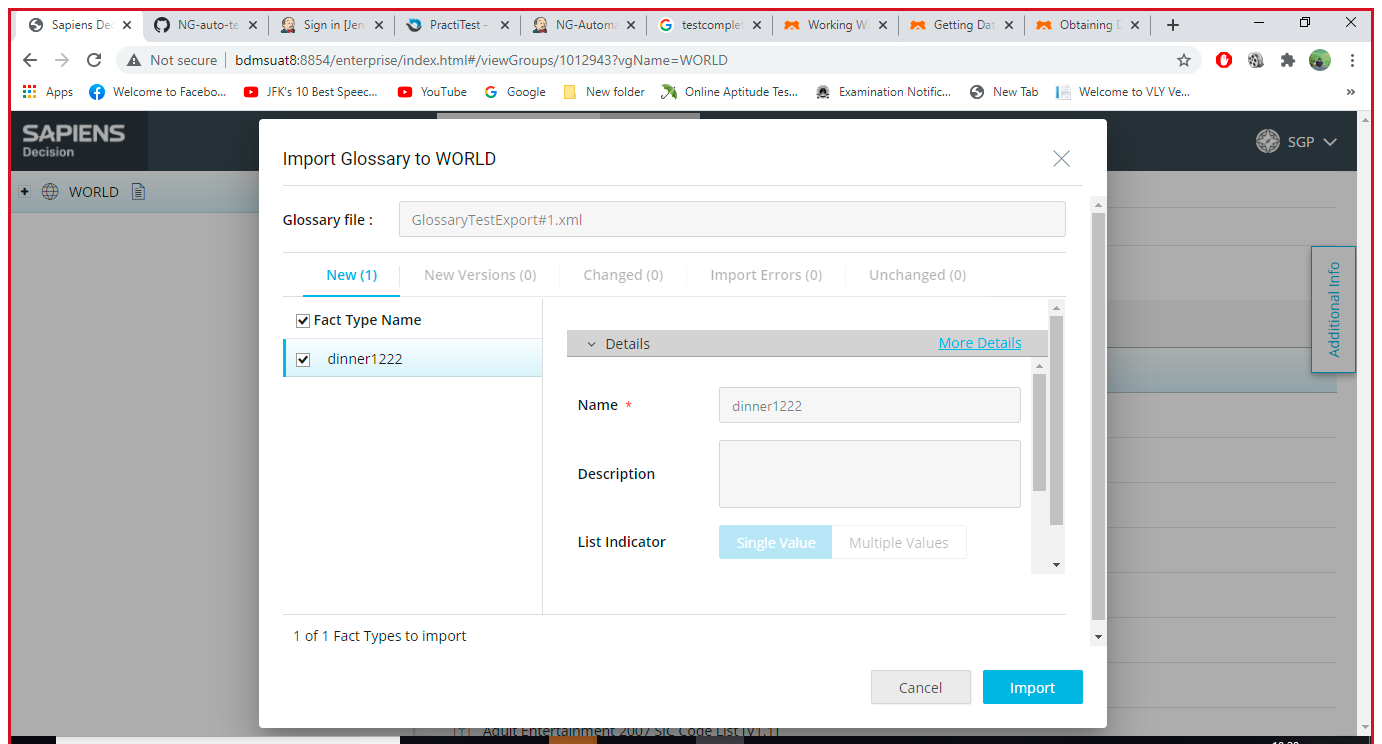 Sapiens Dec
NG-auto-te
Sign in [Jen
PractiTest -
NG-Automa
testcomplet
Working Wi
Getting Dat
Obtaining D
Not secure bdmsuat8:8854/enterprise/index.html#/viewGroups/1012943?vgName=WORLD
Apps
Welcome to Facebo...
JFK's 10 Best Speec...
YouTube
Google
New folder
Online Aptitude Tes...
Examination Notific...
New Tab
Welcome to VLY Ve...
»
SAPIENS
Decision
SGP
WORLD
Import Glossary to WORLD
Glossary file : GlossaryTestExport#1.xml
New (1) New Versions (0) Changed (0) Import Errors (0) Unchanged (0)
Fact Type Name
dinner1222
Details More Details
Name * dinner1222
Description
List Indicator Single Value Multiple Values
1 of 1 Fact Types to import
Cancel Import
Additional Info
Adult Entertainment 2007 SIC Code List [V1.1]